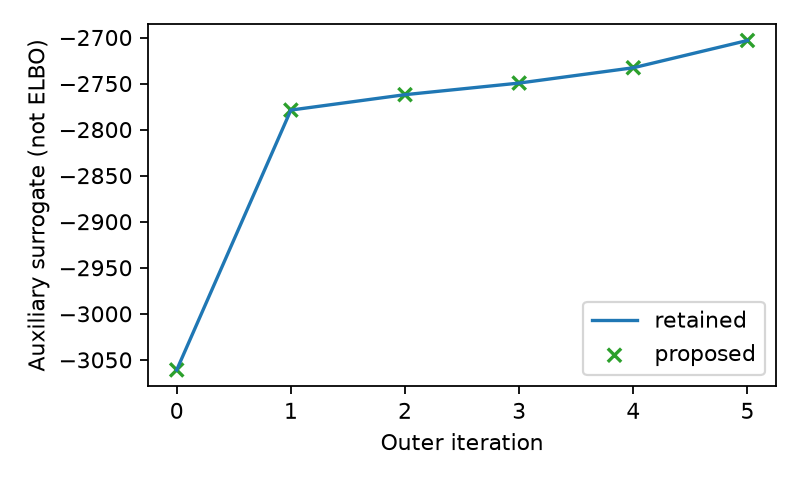 Auxiliary surrogate (not ELBO)
−2700
−2750
−2800
−2850
−2900
−2950
−3000
−3050
retained
proposed
0 1 2 3 4 5
Outer iteration